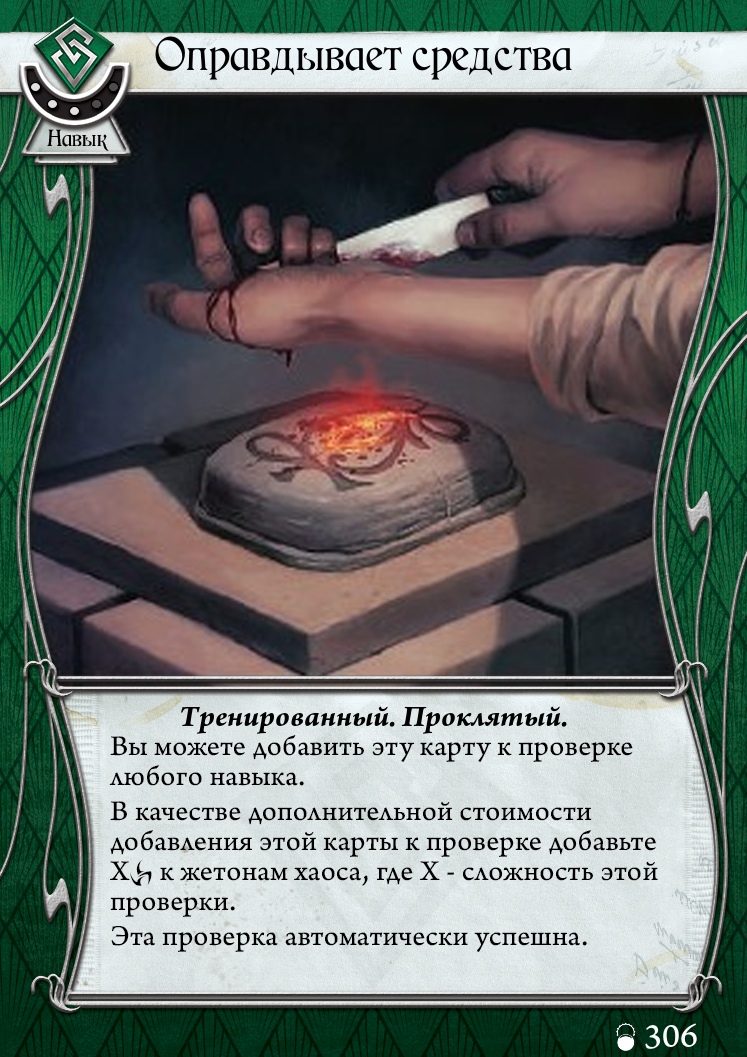 Оправдывает средства
Навык
Тренированный. Проклятый.
Вы можете добавить эту карту к проверке
любого навыка.
В качестве дополнительной стоимости
добавления этой карты к проверке добавьте
X к жетонам хаоса, где X - сложность этой
проверки.
Эта проверка автоматически успешна.
306